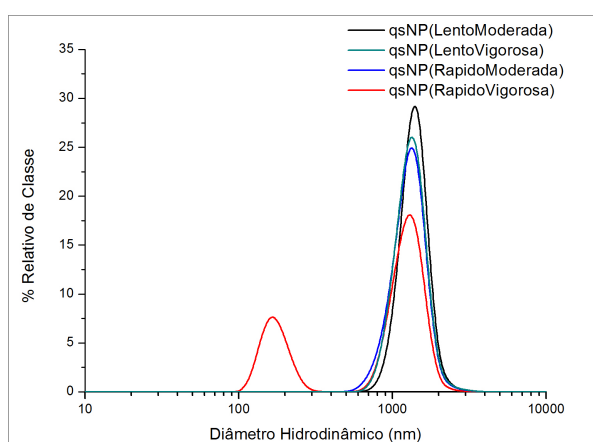 qsNP(LentoModerada)
qsNP(LentoVigorosa)
qsNP(RapidoModerada)
qsNP(RapidoVigorosa)
35
30
25
20
15
10
5
0
% Relativo de Classe
10
100
1000
10000
Diâmetro Hidrodinâmico (nm)